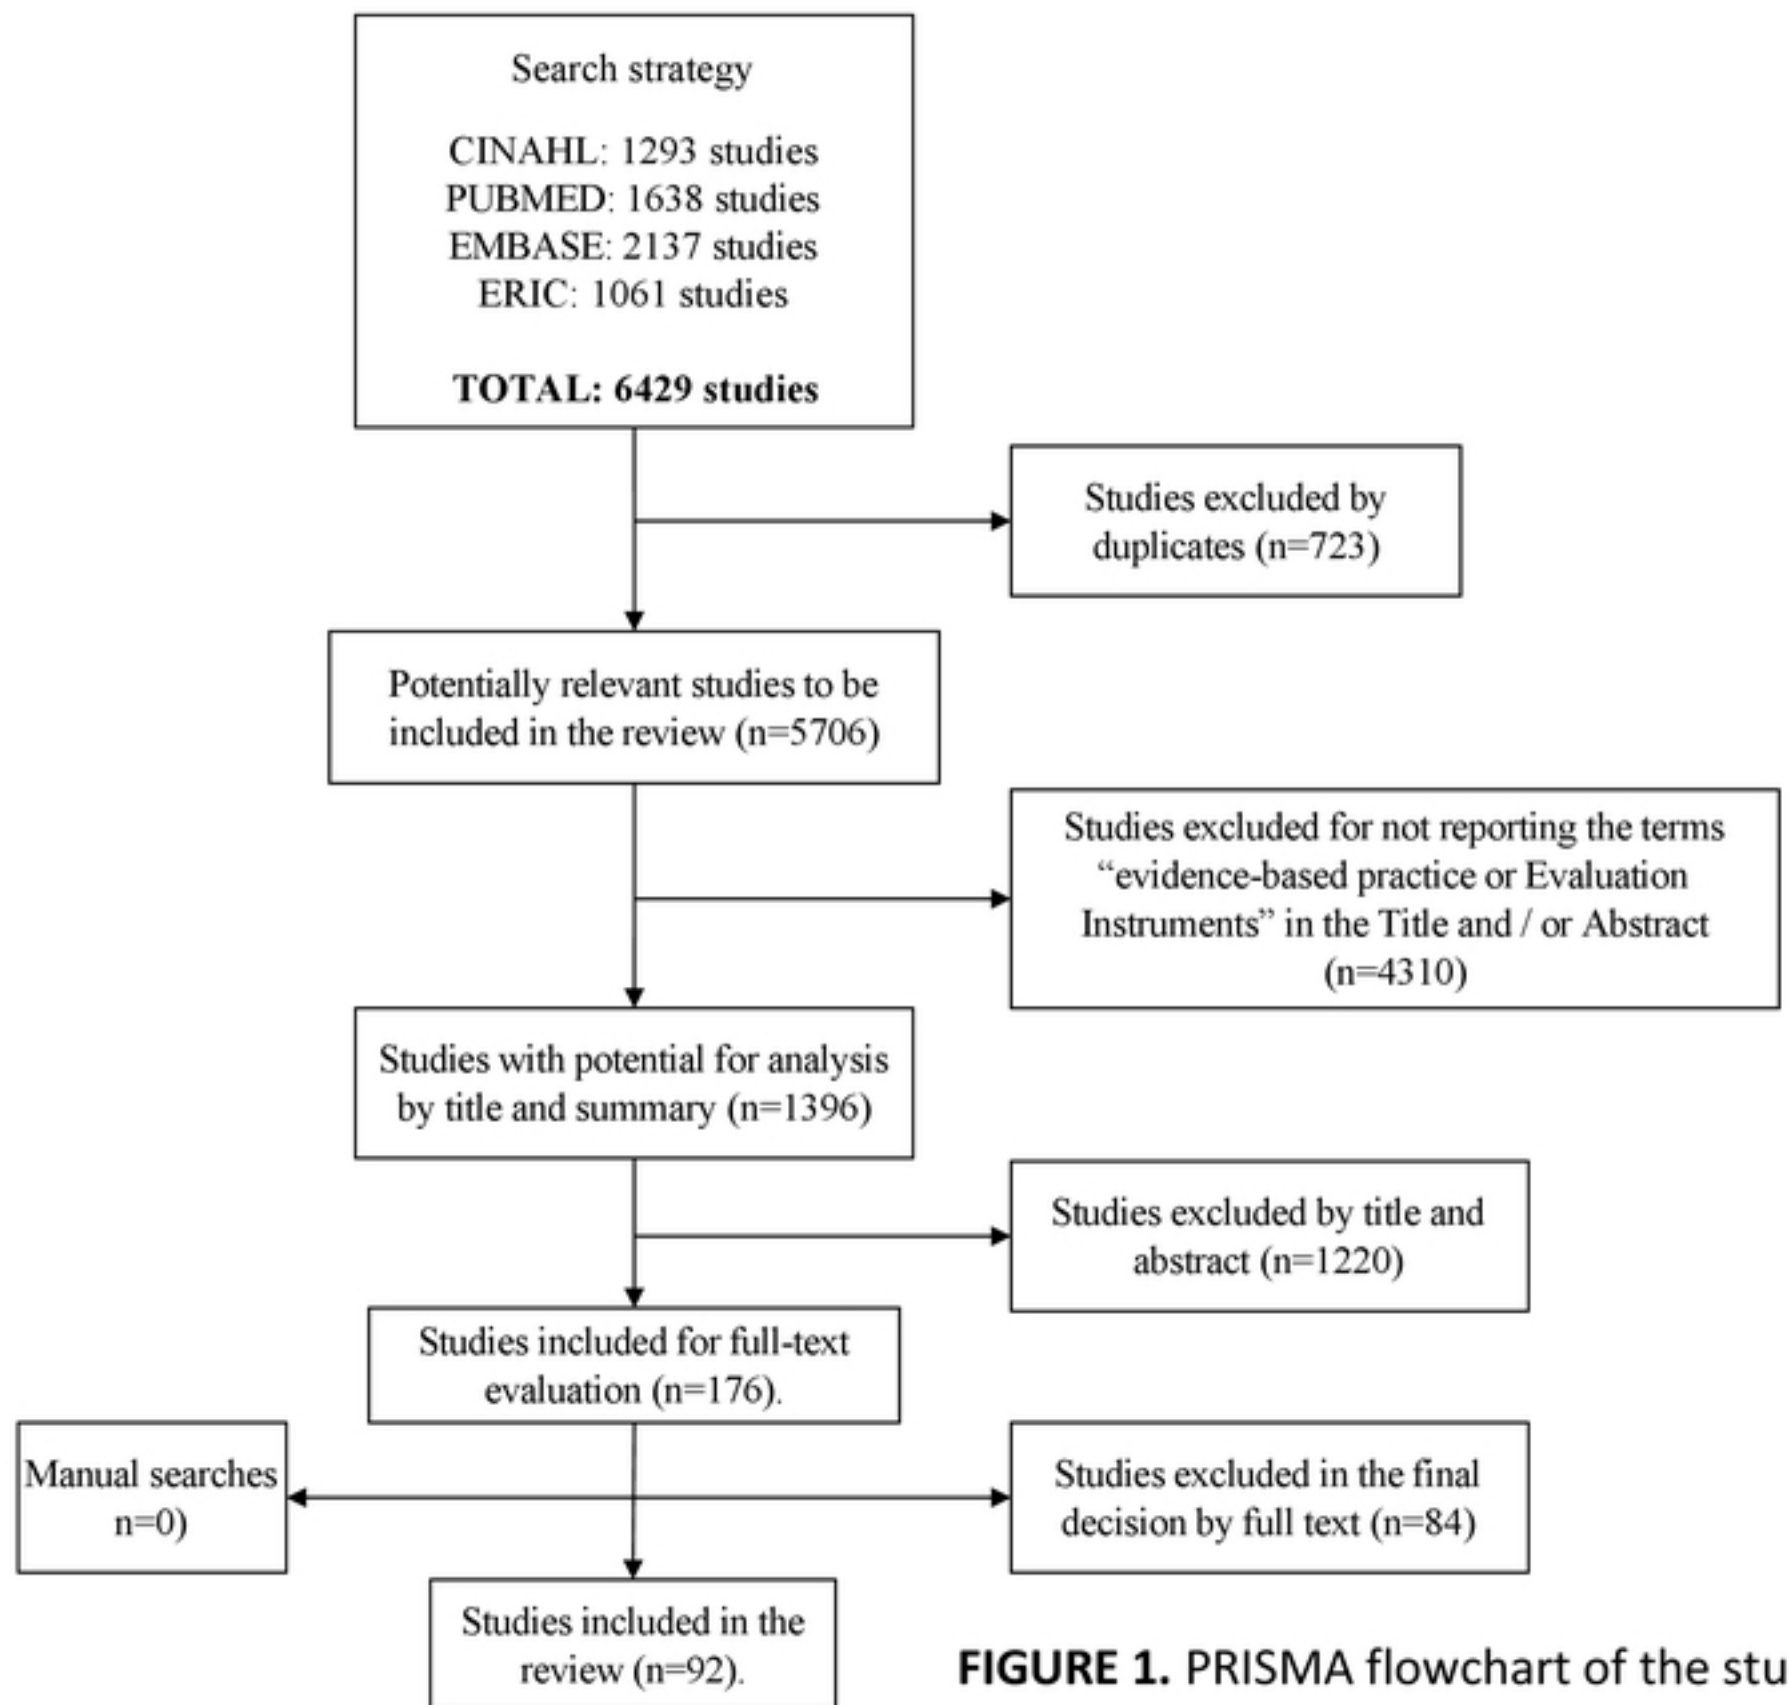 Search strategy
CINAHL: 1293 studies
PUBMED: 1638 studies
EMBASE: 2137 studies
ERIC: 1061 studies
TOTAL: 6429 studies
Studies excluded by
duplicates (n=723)
Potentially relevant studies to be
included in the review (n=5706)
Studies excluded for not reporting the terms
“evidence-based practice or Evaluation
Instruments” in the Title and / or Abstract
(n=4310)
Studies with potential for analysis
by title and summary (n=1396)
Studies excluded by title and
abstract (n=1220)
Studies included for full-text
evaluation (n=176).
Manual searches
n=0)
Studies excluded in the final
decision by full text (n=84)
Studies included in the
review (n=92).
FIGURE 1. PRISMA flowchart of the stu